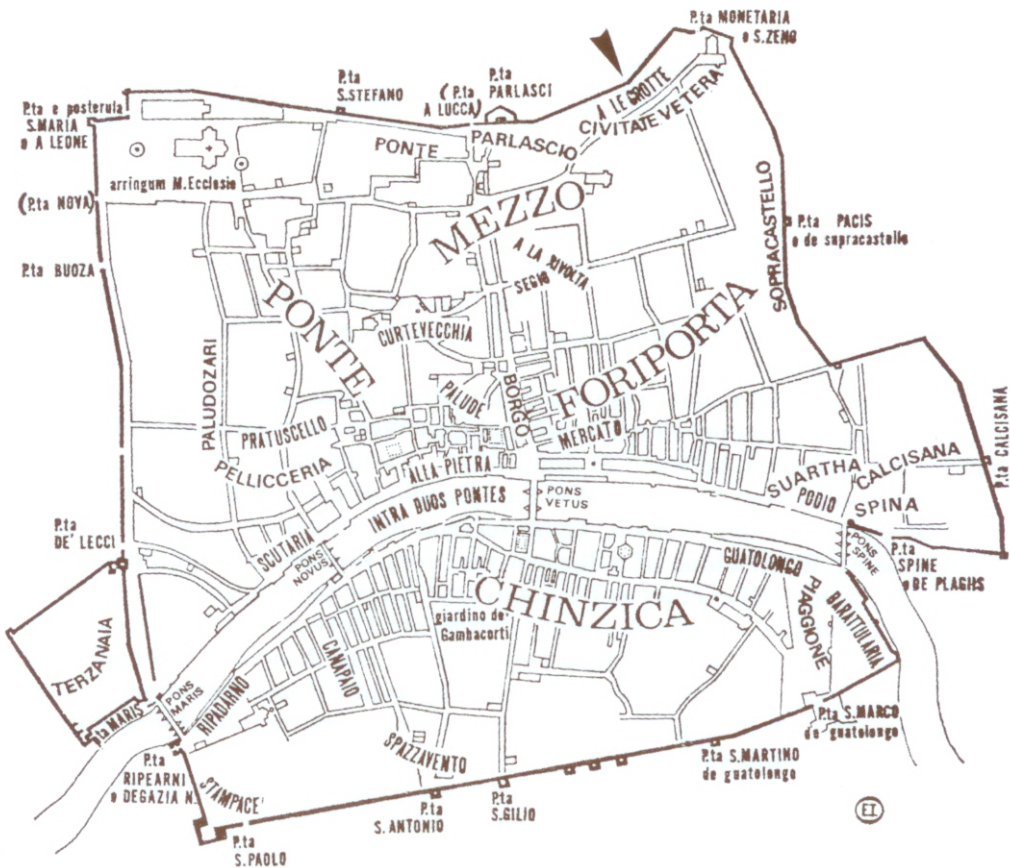 P.ta MONETARIA
o S.ZENO
P.ta
S.STEFANO
(P.ta
A LUCCA)
P.ta
PARLASCI
A LE GROTTE
CIVITATE VETERA
P.ta e posterula
S.MARIA
o A LEONE
PONTE
PARLASCIO
arringum M.Ecclesie
(P.ta NOVA)
MEZZO
SOPRACASTELLO
P.ta PACIS
o de supracastello
P.ta BUOZA
A LA RIVOLTA
SEGIO
PONTE
CURTEVECCHIA
FORIPORTA
PALUDOZARI
PALUDE
BORGO
MERCATO
PRATUSCELLO
PELLICCERIA
ALLA PIETRA
SUARTHA
CALCISANA
P.ta CALCISANA
PODIO
SPINA
INTRA BUOS PONTES
PONS
VETUS
P.ta
DE' LECCI
SCUTARIA
PONS
NOVUS
GUATOLONGO
PONS
SPINE
P.ta
SPINE
o DE PLAGHS
CHINZICA
giardino de'
Gambacorti
PIAGGIONE
BARATTULARIA
TERZANAIA
CANAPAIO
PONS
MARIS
RIPADARNO
P.ta MARIS
SPAZZAVENTO
P.ta S.MARCO
de guatolongo
P.ta S.MARTINO
de guatolongo
P.ta
RIPEARNI
o DEGAZIA N.
STAMPACE'
P.ta
S.GILIO
P.ta
S.ANTONIO
P.ta
S.PAOLO
EI